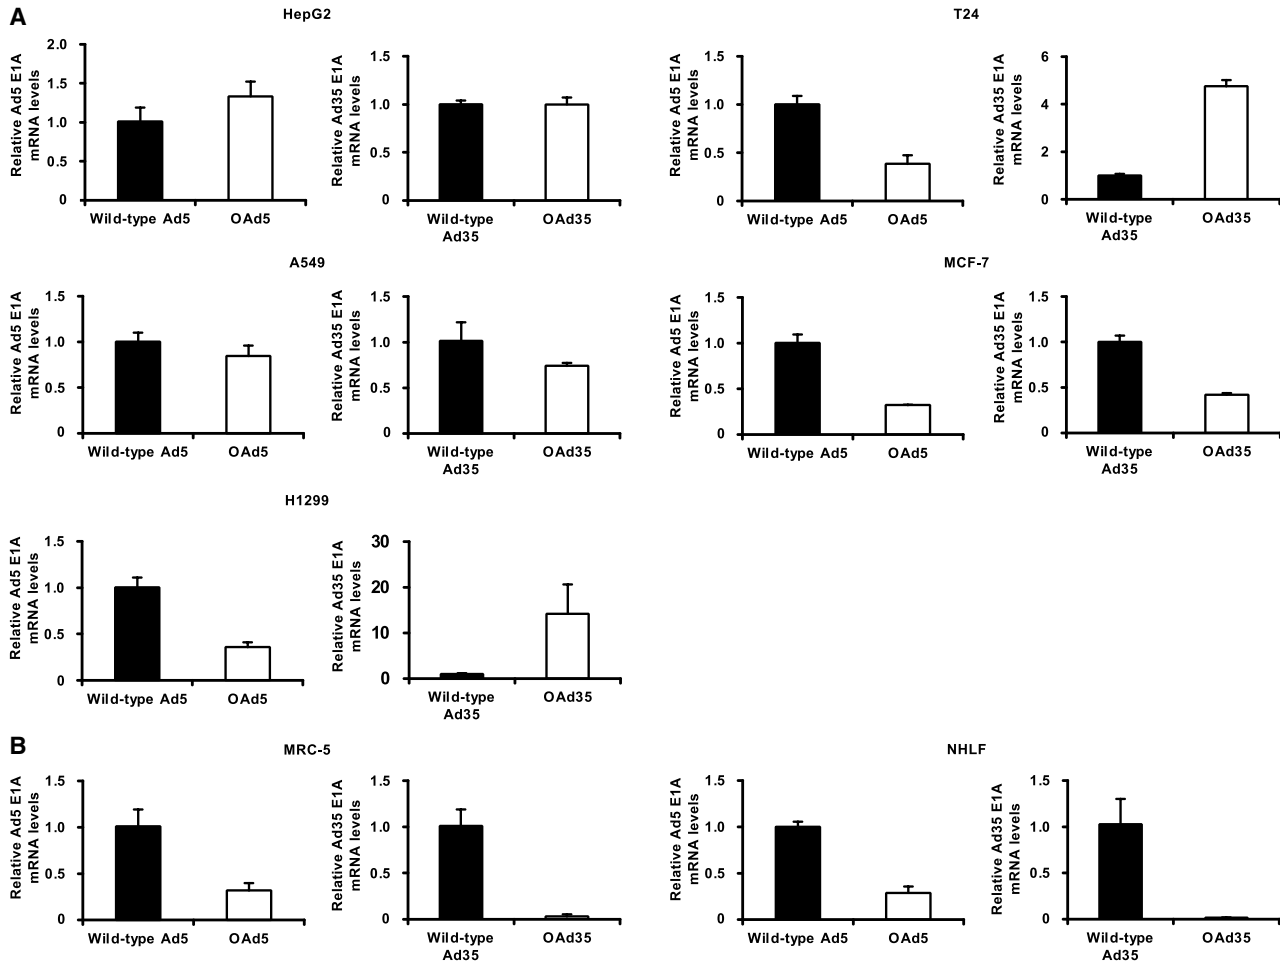 A
HepG2
Relative Ad5 E1A
mRNA levels
2.0
1.5
1.0
0.5
0
Wild-type Ad5
OAd5
Relative Ad35 E1A
mRNA levels
1.5
1.0
0.5
0
Wild-type
Ad35
OAd35
T24
Relative Ad5 E1A
mRNA levels
1.5
1.0
0.5
0
Wild-type Ad5
OAd5
Relative Ad35 E1A
mRNA levels
6
4
2
0
Wild-type
Ad35
OAd35
A549
Relative Ad5 E1A
mRNA levels
1.5
1.0
0.5
0
Wild-type Ad5
OAd5
Relative Ad35 E1A
mRNA levels
1.5
1.0
0.5
0
Wild-type
Ad35
OAd35
MCF-7
Relative Ad5 E1A
mRNA levels
1.5
1.0
0.5
0
Wild-type Ad5
OAd5
Relative Ad35 E1A
mRNA levels
1.5
1.0
0.5
0
Wild-type
Ad35
OAd35
H1299
Relative Ad5 E1A
mRNA levels
1.5
1.0
0.5
0
Wild-type Ad5
OAd5
Relative Ad35 E1A
mRNA levels
30
20
10
0
Wild-type
Ad35
OAd35
B
MRC-5
Relative Ad5 E1A
mRNA levels
1.5
1.0
0.5
0
Wild-type Ad5
OAd5
Relative Ad35 E1A
mRNA levels
1.5
1.0
0.5
0
Wild-type
Ad35
OAd35
NHLF
Relative Ad5 E1A
mRNA levels
1.5
1.0
0.5
0
Wild-type Ad5
OAd5
Relative Ad35 E1A
mRNA levels
1.5
1.0
0.5
0
Wild-type
Ad35
OAd35